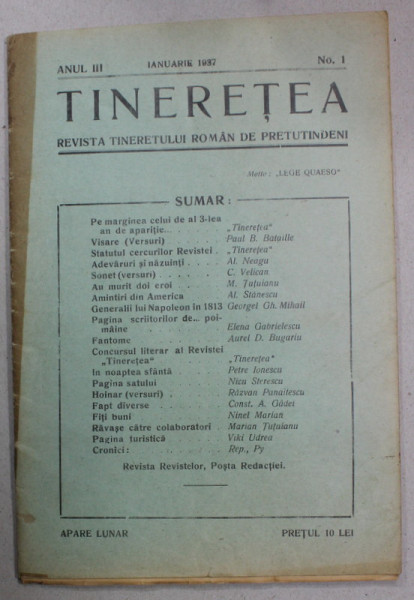 ANUL III IANUARIE 1937 No. 1
TINEREȚEA
REVISTA TINERETULUI ROMÂN DE PRETUTINDENI
Motto: „LEGE QUAESO“
SUMAR:
Pe marginea celui de al 3-lea
an de apariție. . . . . „Tinerețea“
Visare (Versuri) . . . . . Paul B. Bataille
Statutul cercurilor Revistei . „Tinerețea“
Adevăruri și năzuinți . . . . Al. Neagu
Sonet (versuri) . . . . . C. Velican
Au murit doi eroi . . . . M. Țuțuianu
Amintiri din America Al. Stănescu
Generalii lui Napoleon în 1813 Georgel Gh. Mihail
Pagina scriitorilor de... poi-
mâine . . . . . Elena Gabrielescu
Fantome . . . . . Aurel D. Bugariu
Concursul literar al Revistei
„Tinerețea“ . . . . „Tinerețea“
In noaptea sfântă . . . . Petre Ionescu
Pagina satului . . . . Nicu Sterescu
Hoinar (versuri) . . . . . Răzvan Panaitescu
Fapt diverse . . . . . Const. A. Gădei
Fiți buni . . . . . Ninel Marian
Răvașe către colaboratori . Marian Țuțuianu
Pagina turistică . . . . Viki Udrea
Cronici: . . . . . Rep., Py
Revista Revistelor, Poșta Redacției.
APARE LUNAR PREȚUL 10 LEI